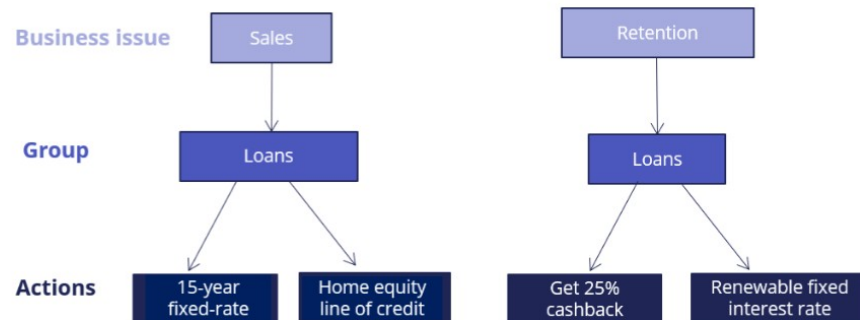 Business issue
Sales
Retention
Group
Loans
Loans
Actions
15-year
fixed-rate
Home equity
line of credit
Get 25%
cashback
Renewable fixed
interest rate